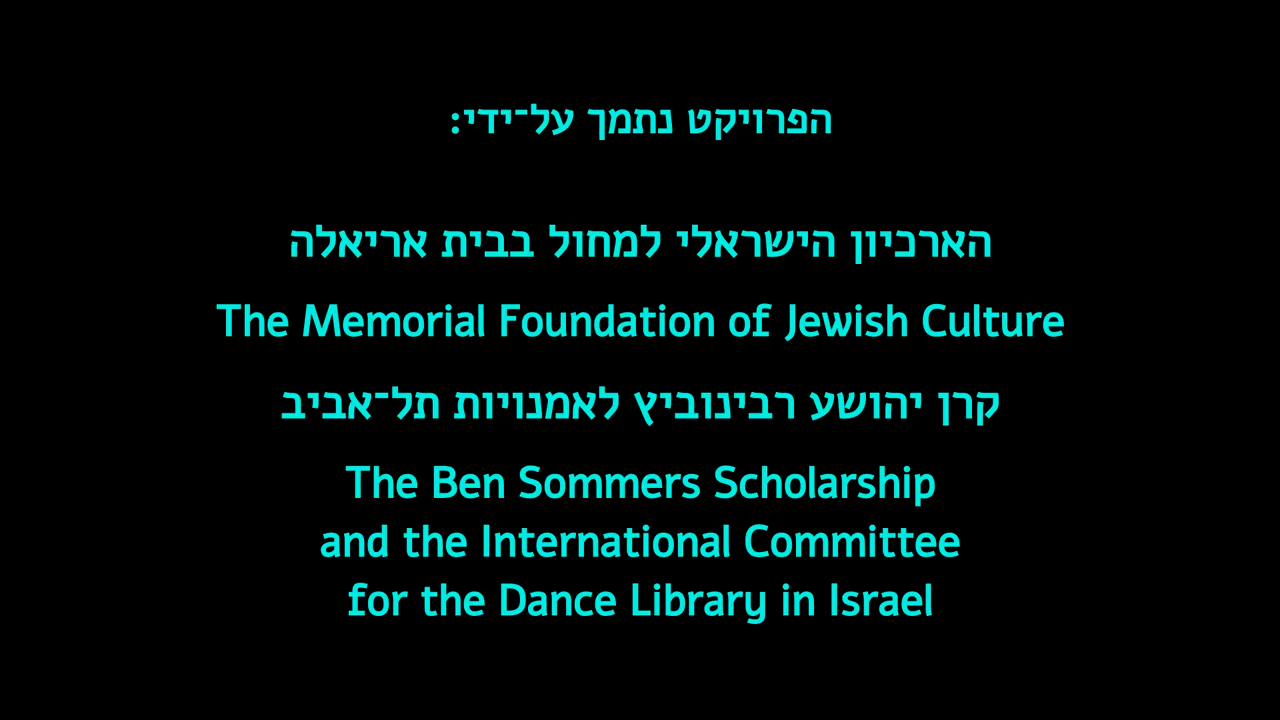 הפרויקט נתמך על־ידי:
הארכיון הישראלי למחול בבית אריאלה
The Memorial Foundation of Jewish Culture
קרן יהושע רבינוביץ לאמנויות תל־אביב
The Ben Sommers Scholarship
and the International Committee
for the Dance Library in Israel